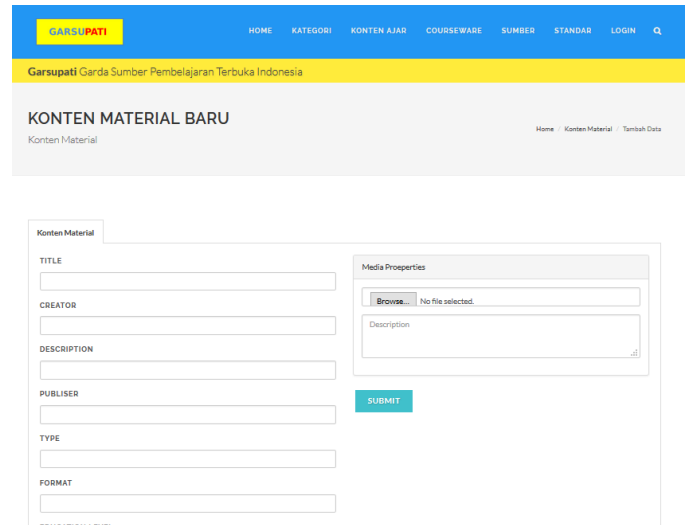 GARSUPATI
HOME KATEGORI KONTEN AJAR COURSEWARE SUMBER STANDAR LOGIN
Garsupati Garda Sumber Pembelajaran Terbuka Indonesia
KONTEN MATERIAL BARU
Konten Material
Home / Konten Material / Tambah Data
Konten Material
TITLE
CREATOR
DESCRIPTION
PUBLISER
TYPE
FORMAT
Media Proeperties
Browse... No file selected.
Description
SUBMIT